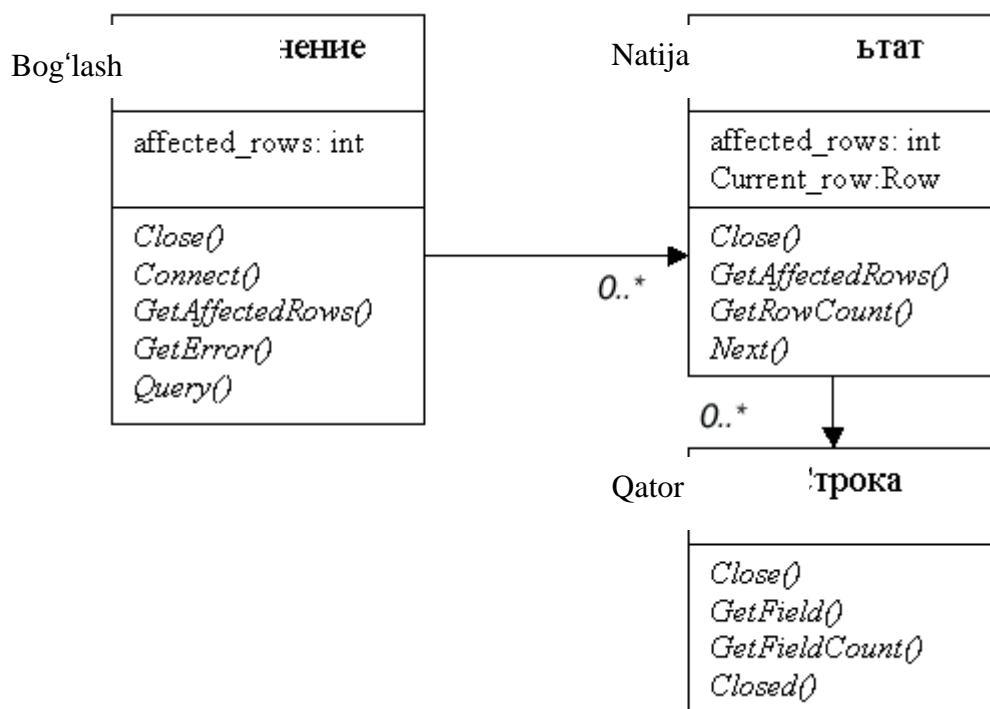 Bog‘lash
нение
affected_rows: int
Close()
Connect()
GetAffectedRows()
GetError()
Query()
0..*
Natija
ьтат
affected_rows: int
Current_row:Row
Close()
GetAffectedRows()
GetRowCount()
Next()
0..*
Qator
трока
Close()
GetField()
GetFieldCount()
Closed()